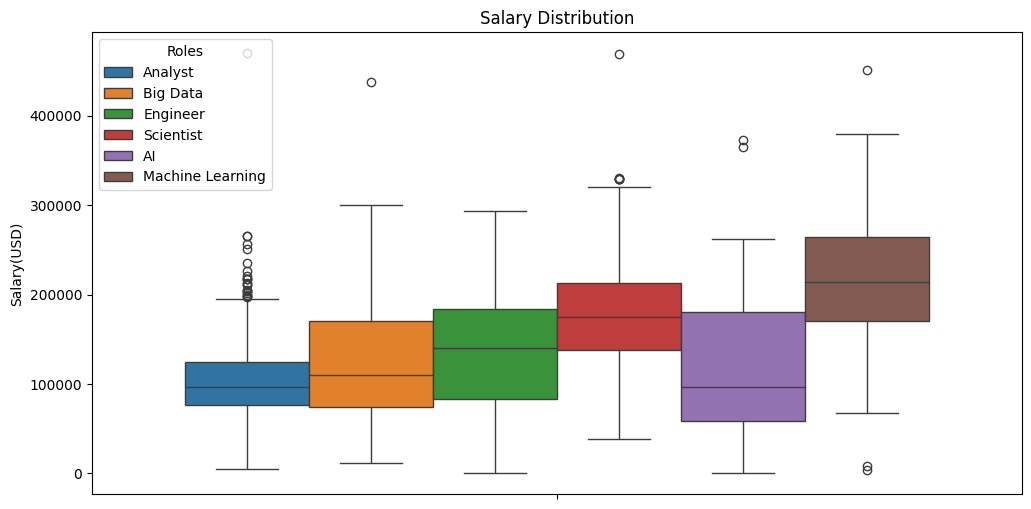 Salary Distribution
Roles
Analyst
Big Data
Engineer
Scientist
AI
Machine Learning
Salary(USD)
400000
300000
200000
100000
0